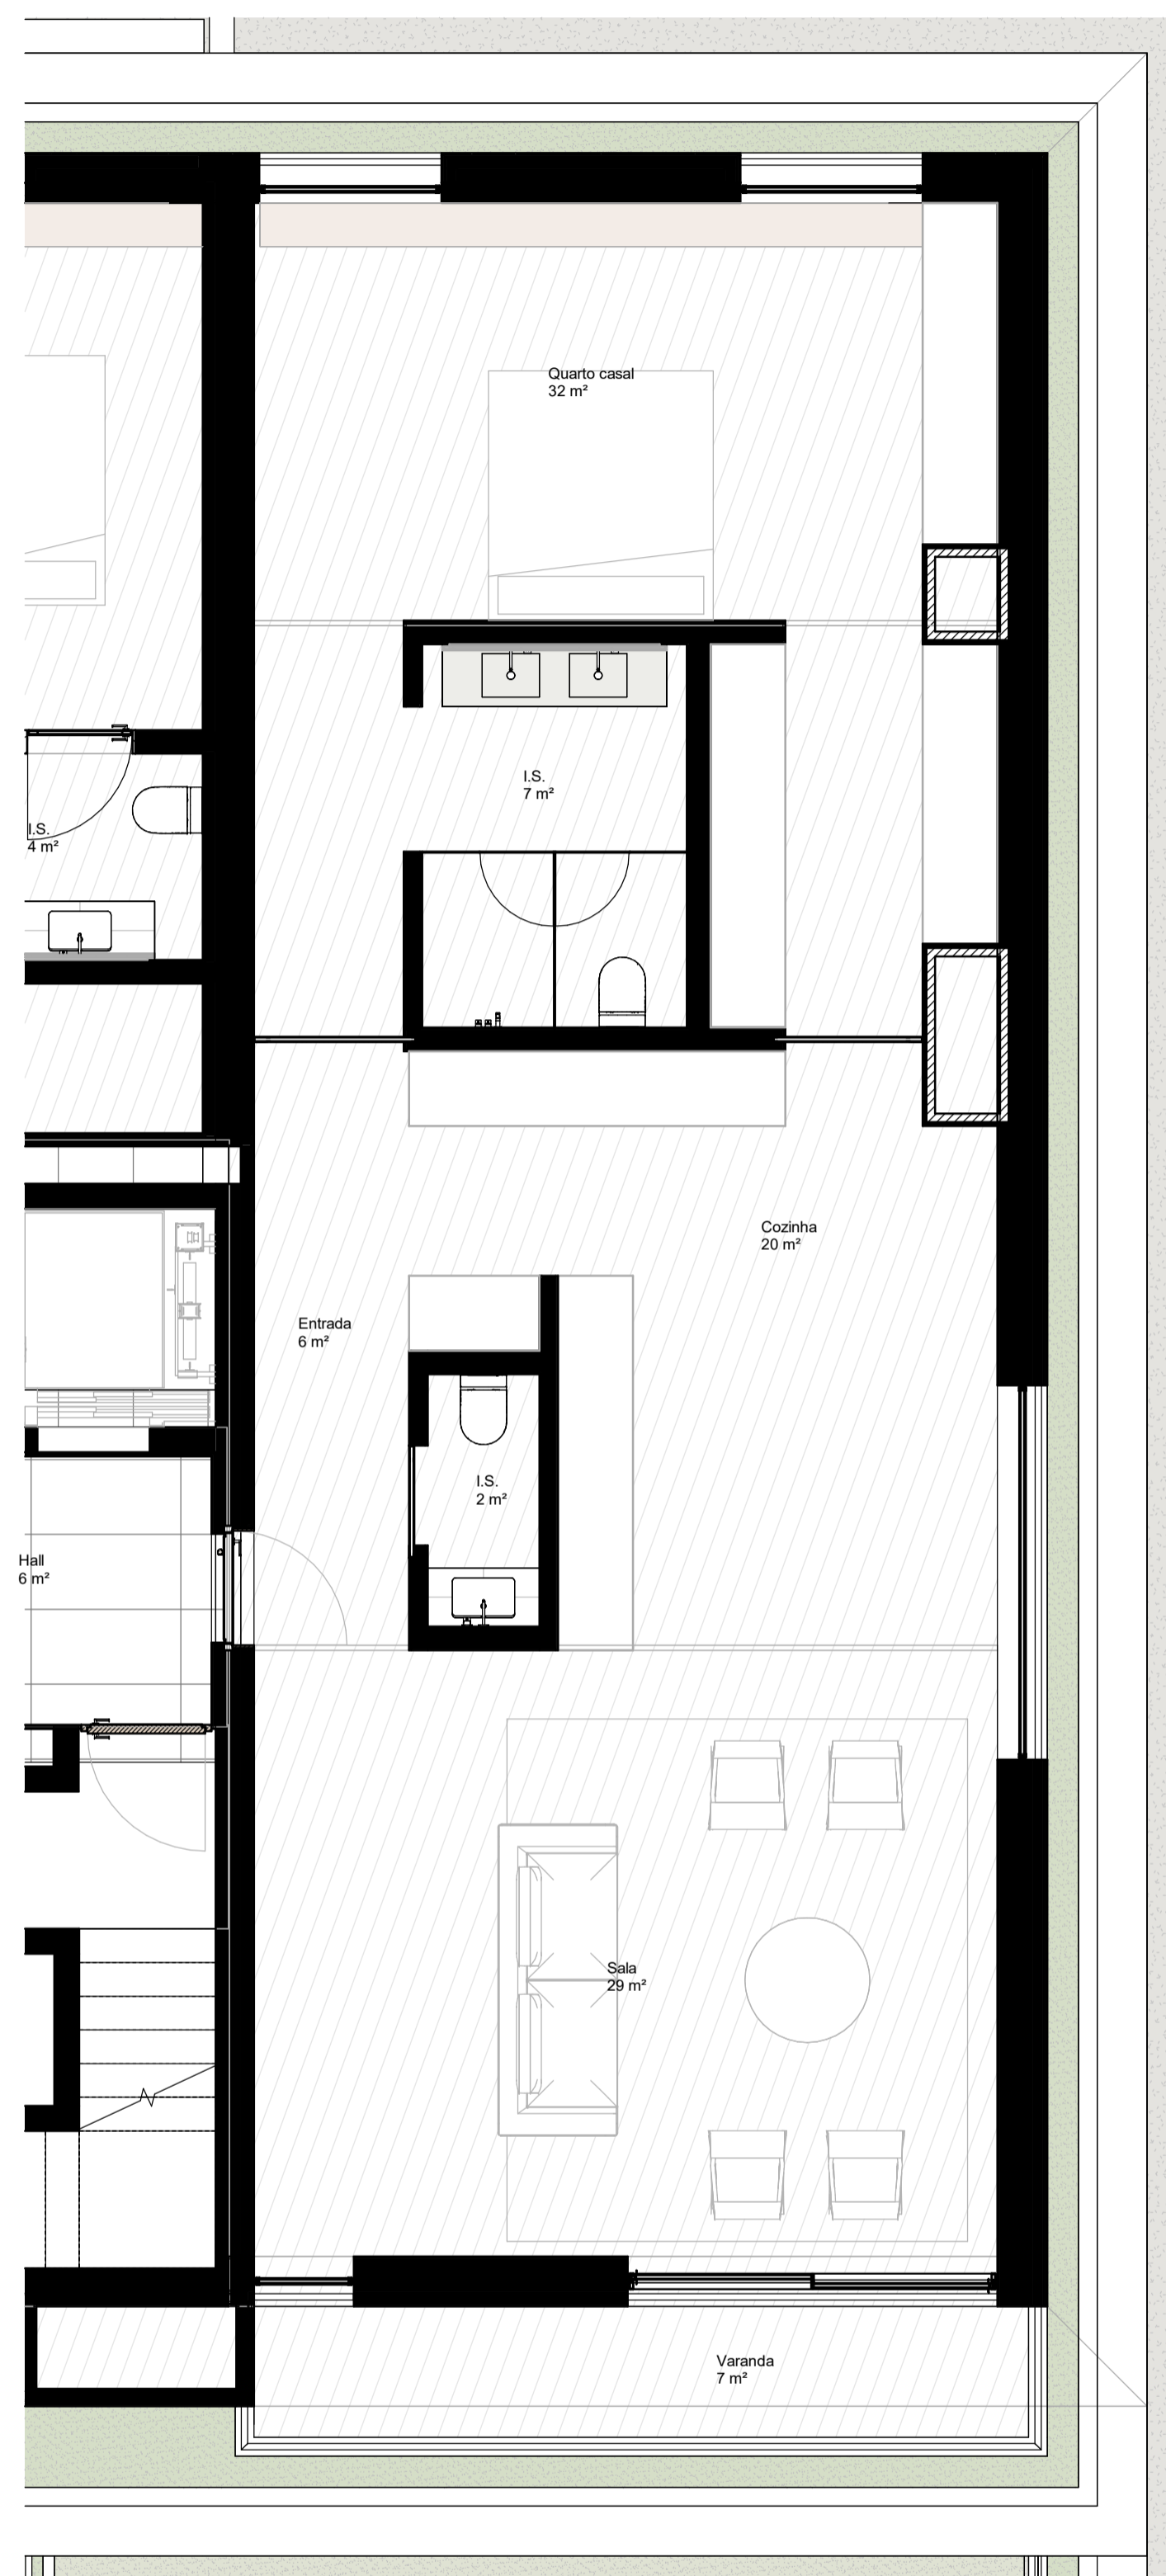 Quarto casal
32 m²
I.S.
7 m²
I.S.
4 m²
Cozinha
20 m²
Entrada
6 m²
I.S.
2 m²
Hall
6 m²
Sala
29 m²
Varanda
7 m²